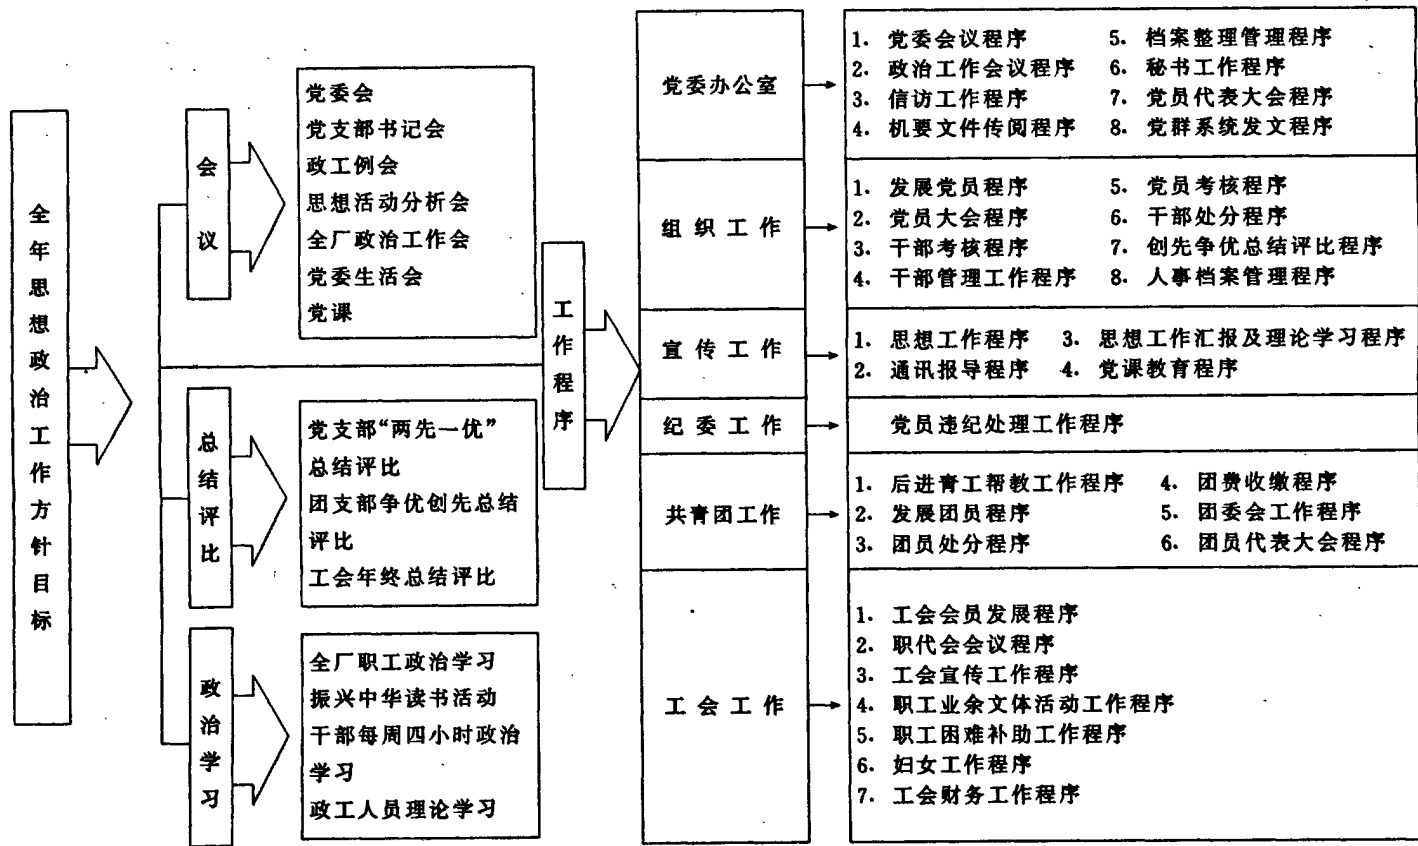 全年思想政治工作方针目标
会议
党委会
党支部书记会
政工例会
思想活动分析会
全厂政治工作会
党委生活会
党课
总结评比
党支部“两先一优”
总结评比
团支部争优创先总结
评比
工会年终总结评比
政治学习
全厂职工政治学习
振兴中华读书活动
干部每周四小时政治
学习
政工人员理论学习
工作程序
党委办公室
1. 党委会议程序 5. 档案整理管理程序
2. 政治工作会议程序 6. 秘书工作程序
3. 信访工作程序 7. 党员代表大会程序
4. 机要文件传阅程序 8. 党群系统发文程序
组织工作
1. 发展党员程序 5. 党员考核程序
2. 党员大会程序 6. 干部处分程序
3. 干部考核程序 7. 创先争优总结评比程序
4. 干部管理工作程序 8. 人事档案管理程序
宣传工作
1. 思想工作程序 3. 思想工作汇报及理论学习程序
2. 通讯报导程序 4. 党课教育程序
纪委工作
党员违纪处理工作程序
共青团工作
1. 后进青工帮教工作程序 4. 团费收缴程序
2. 发展团员程序 5. 团委会工作程序
3. 团员处分程序 6. 团员代表大会程序
工会工作
1. 工会会员发展程序
2. 职代会会议程序
3. 工会宣传工作程序
4. 职工业余文体活动工作程序
5. 职工困难补助工作程序
6. 妇女工作程序
7. 工会财务工作程序